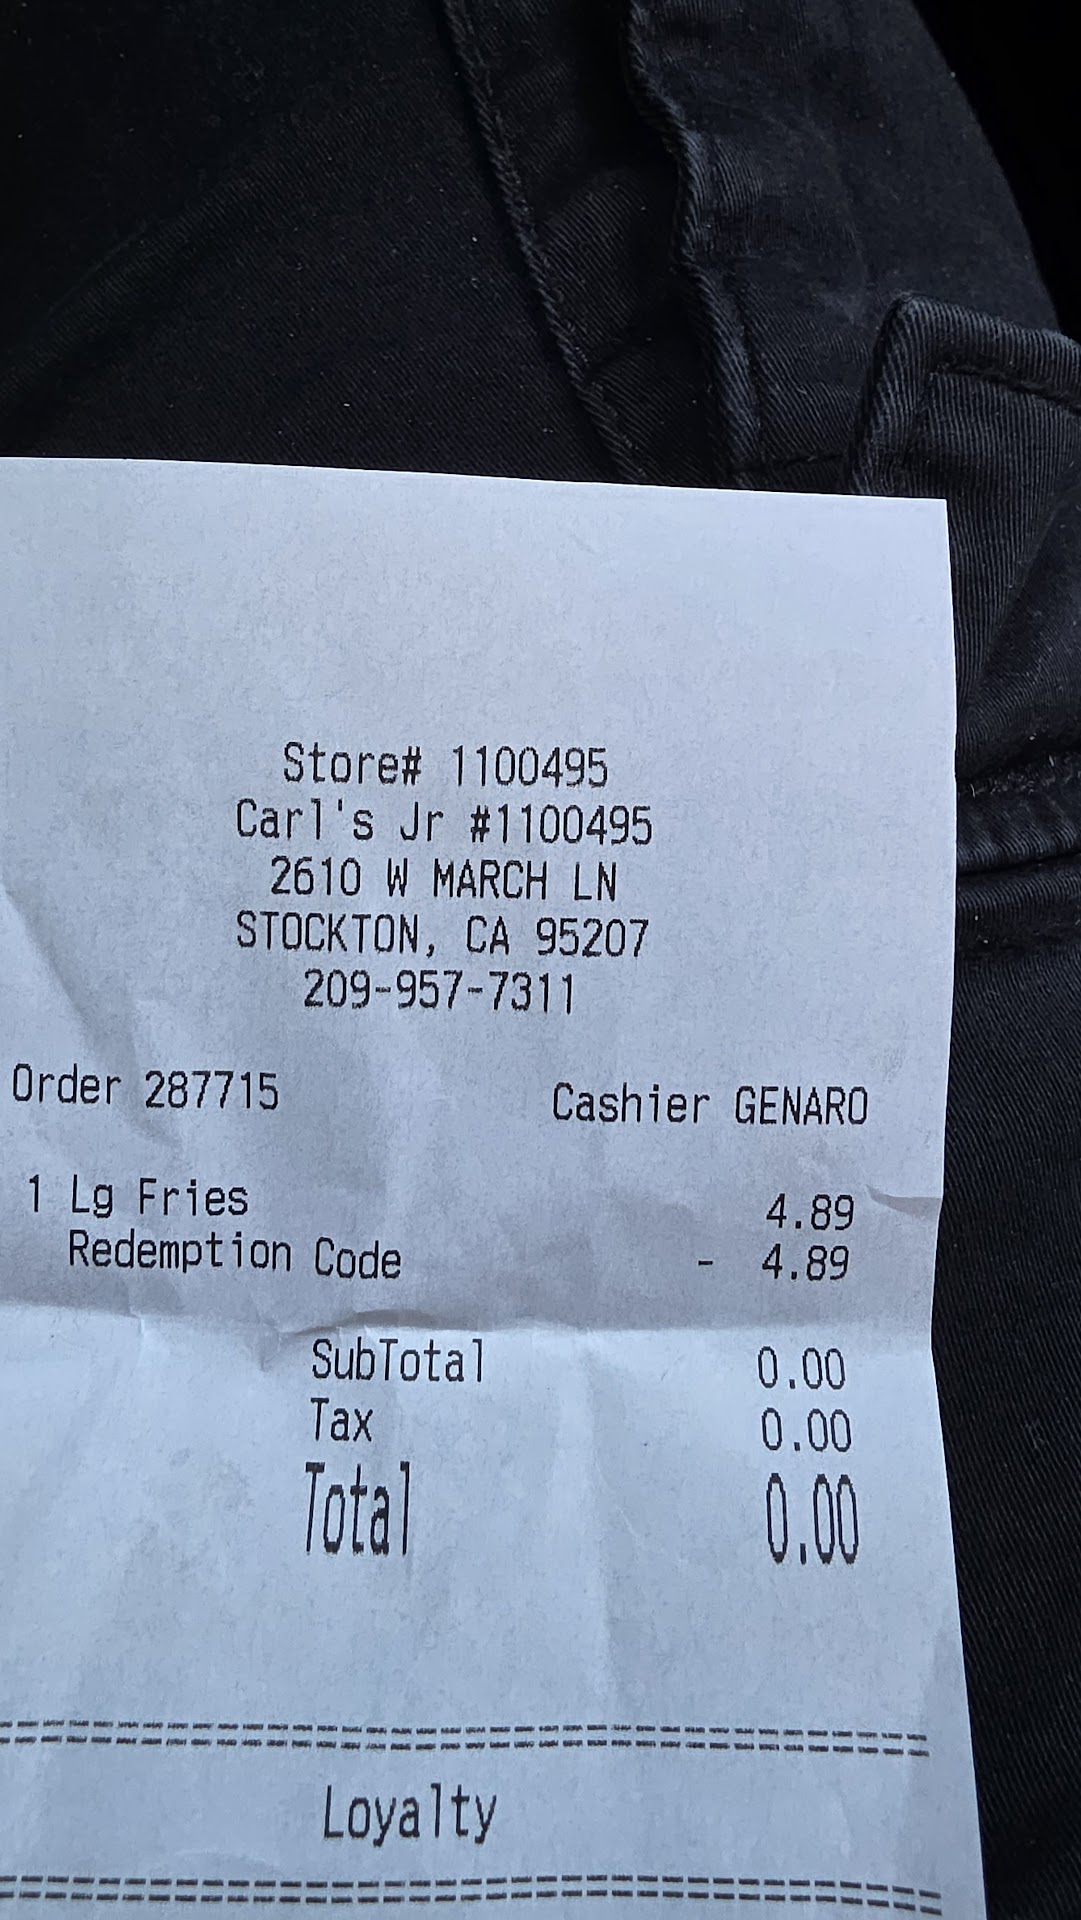 Store# 1100495
Carl's Jr #1100495
2610 W MARCH LN
STOCKTON, CA 95207
209-957-7311
Order 287715 Cashier GENARO
1 Lg Fries 4.89
Redemption Code - 4.89
SubTotal 0.00
Tax 0.00
Total 0.00
Loyalty